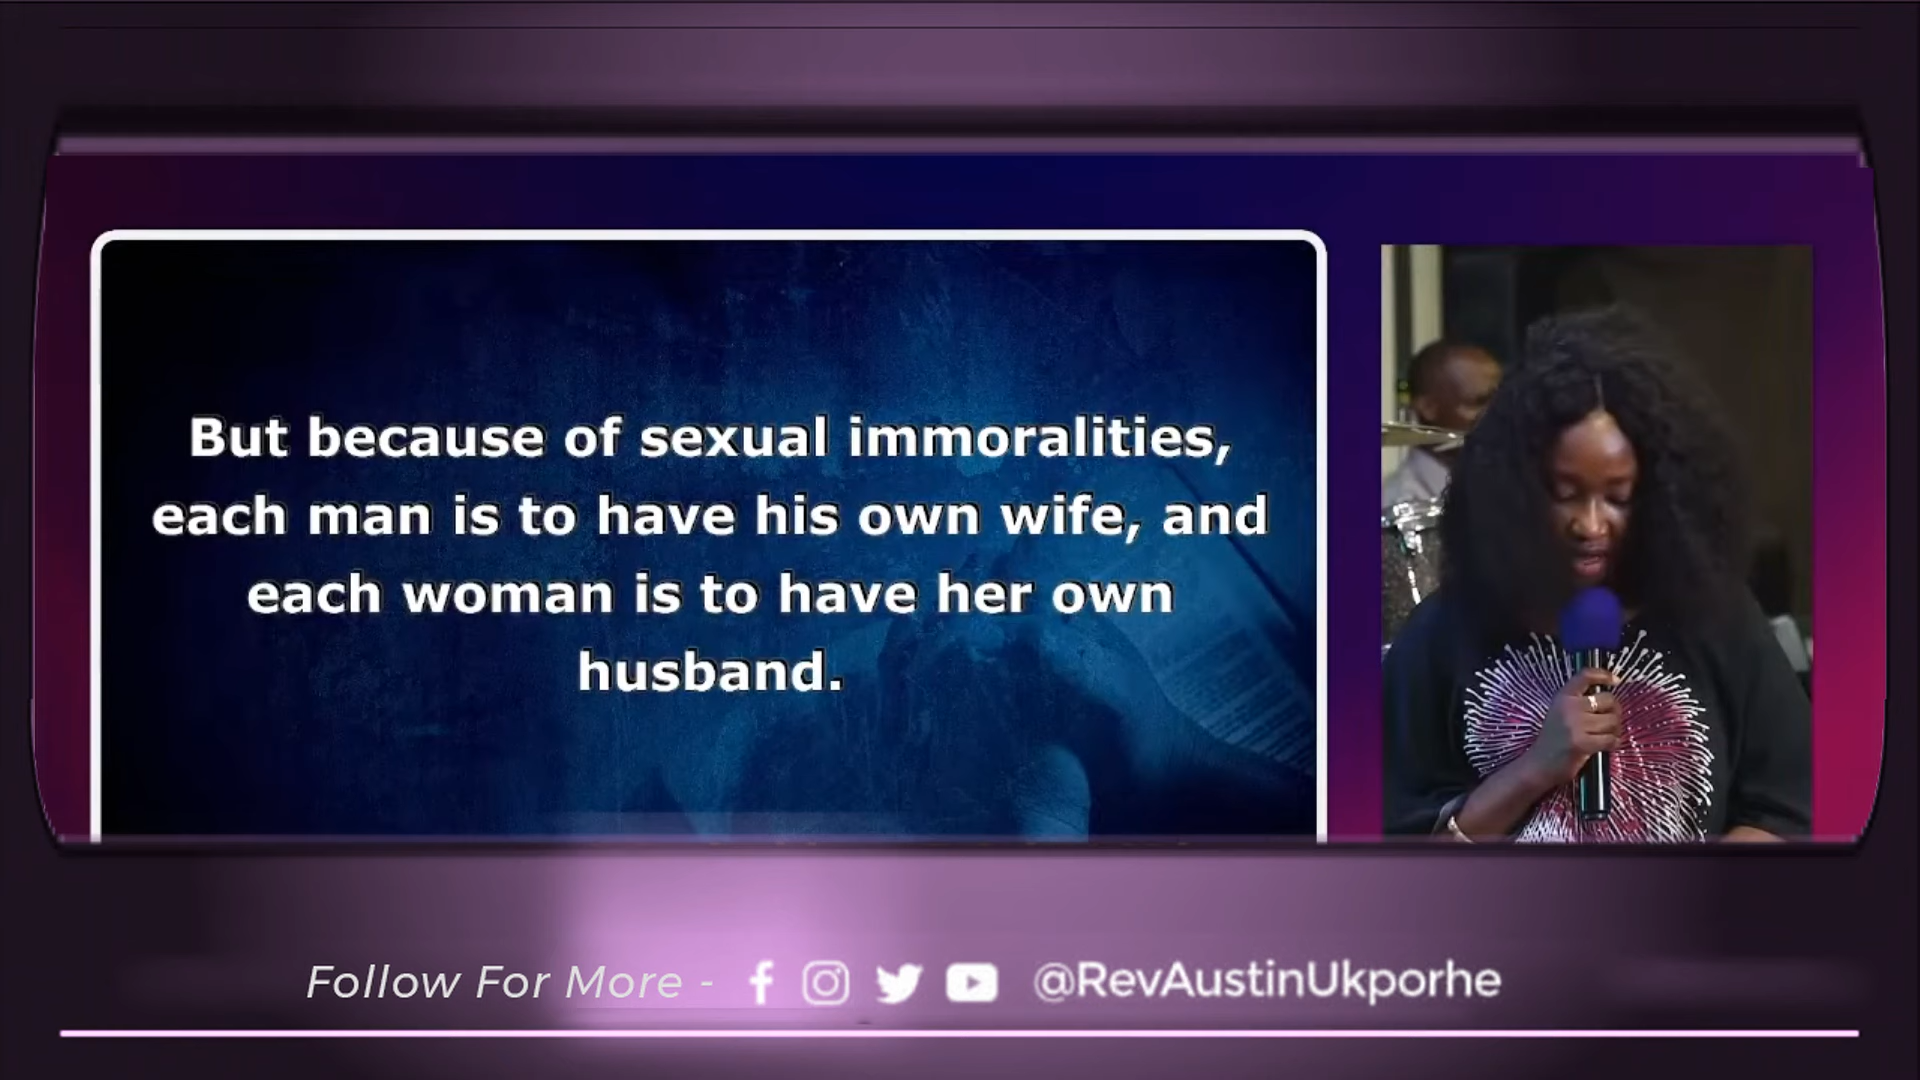 But because of sexual immoralities,
each man is to have his own wife, and
each woman is to have her own
husband.
Follow For More - @RevAustinUkporhe